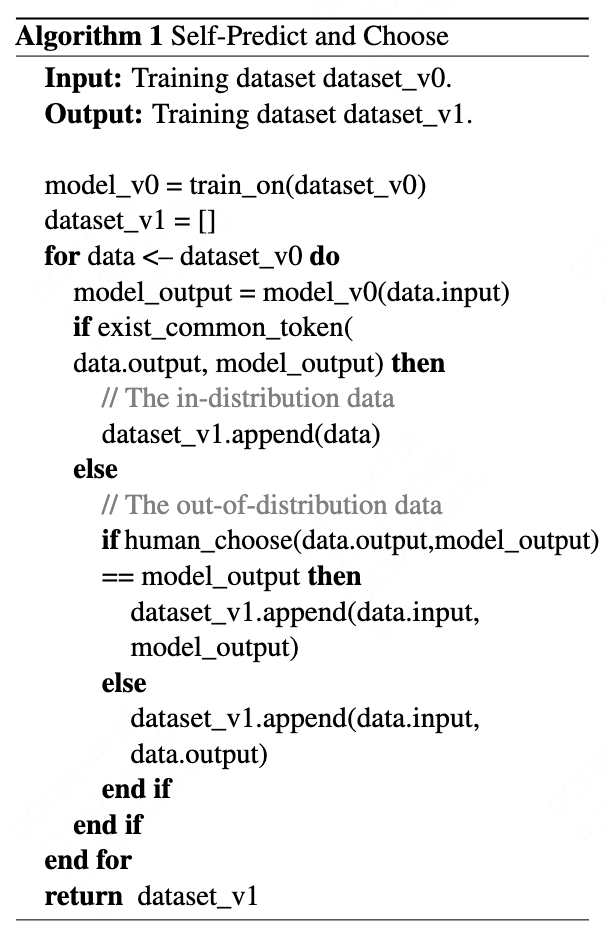 Algorithm 1 Self-Predict and Choose
Input: Training dataset dataset_v0.
Output: Training dataset dataset_v1.
model_v0 = train_on(dataset_v0)
dataset_v1 = []
for data <– dataset_v0 do
model_output = model_v0(data.input)
if exist_common_token(
data.output, model_output) then
// The in-distribution data
dataset_v1.append(data)
else
// The out-of-distribution data
if human_choose(data.output,model_output)
== model_output then
dataset_v1.append(data.input,
model_output)
else
dataset_v1.append(data.input,
data.output)
end if
end if
end for
return dataset_v1